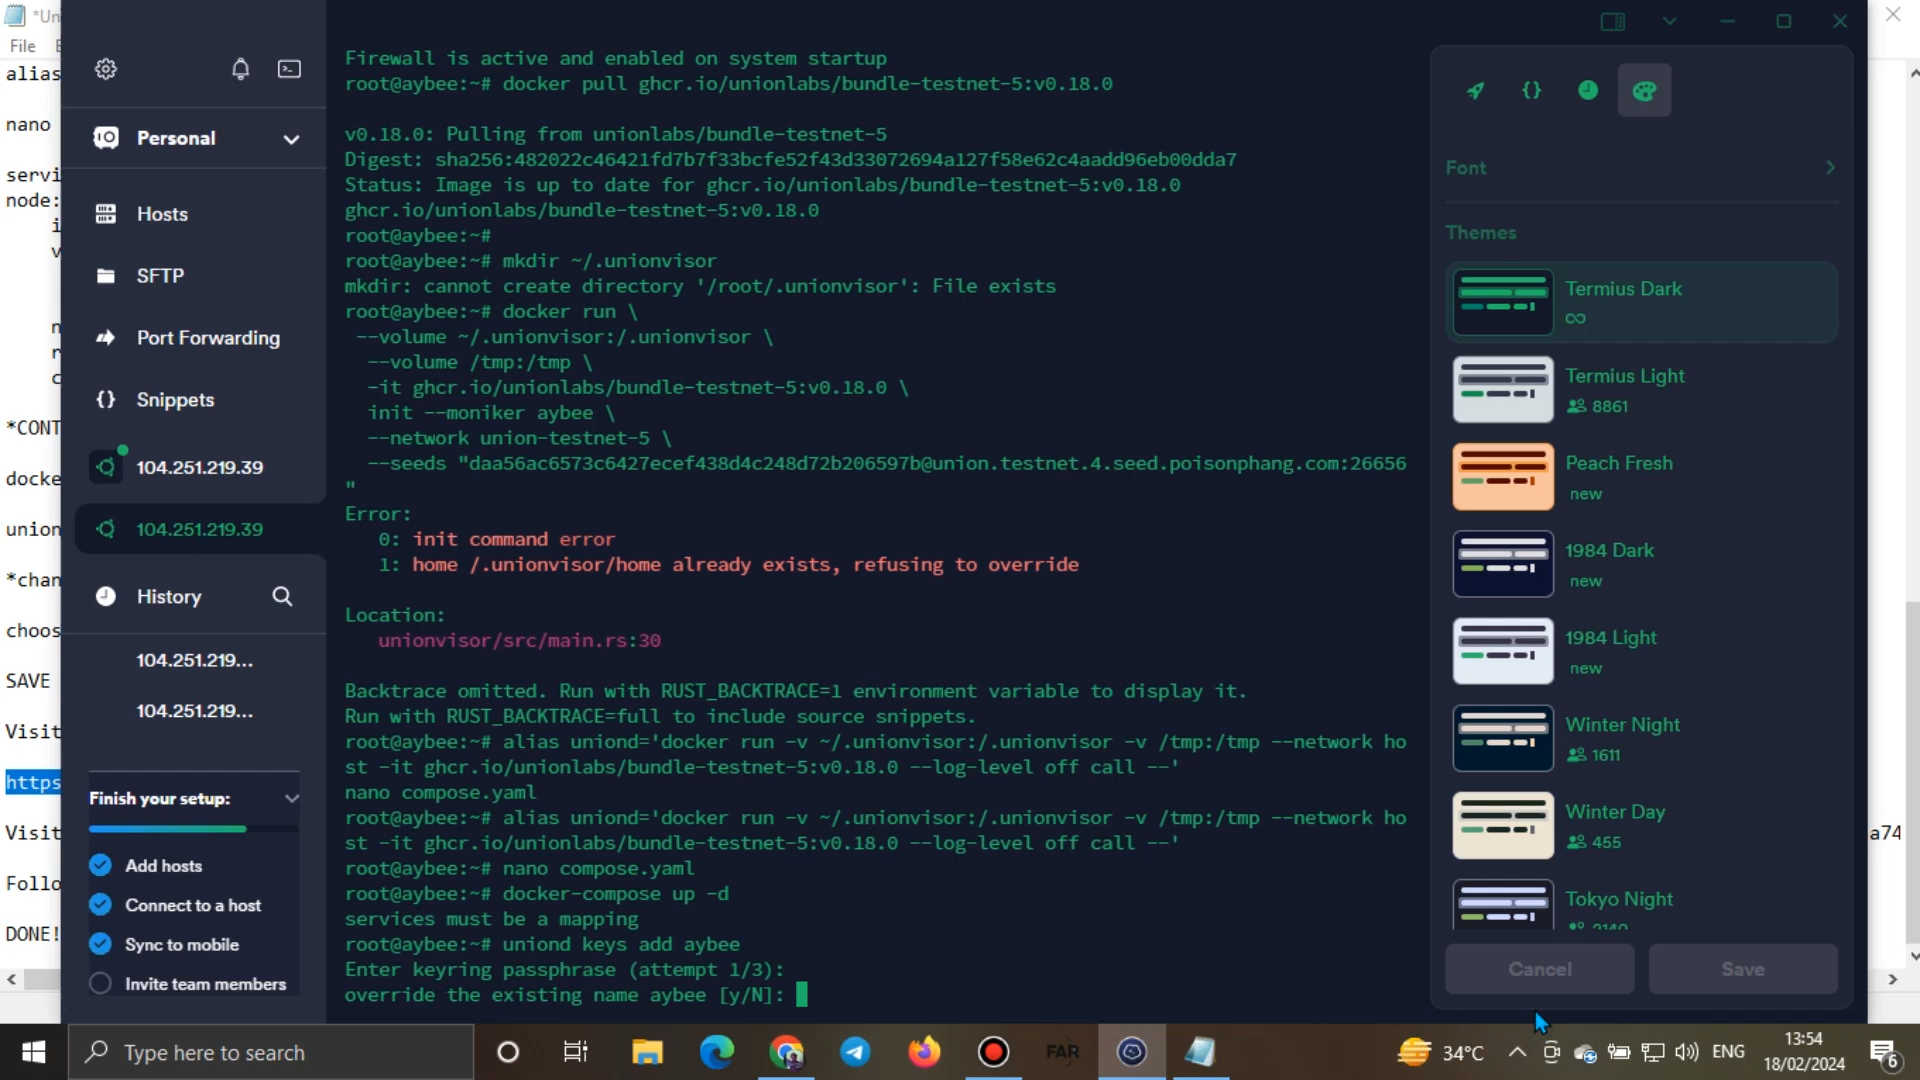 *Un
File
alias
nano
servi
node:
i
v
n
r
c
*CONT
docke
union
*chan
choos
SAVE
Visit
https
Visit
Follo
DONE!
Personal
Hosts
SFTP
Port Forwarding
Snippets
104.251.219.39
104.251.219.39
History
104.251.219...
104.251.219...
Finish your setup:
Add hosts
Connect to a host
Sync to mobile
Invite team members
Firewall is active and enabled on system startup
root@aybee:~# docker pull ghcr.io/unionlabs/bundle-testnet-5:v0.18.0
v0.18.0: Pulling from unionlabs/bundle-testnet-5
Digest: sha256:482022c46421fd7b7f33bcfe52f43d33072694a127f58e62c4aadd96eb00dda7
Status: Image is up to date for ghcr.io/unionlabs/bundle-testnet-5:v0.18.0
ghcr.io/unionlabs/bundle-testnet-5:v0.18.0
root@aybee:~#
root@aybee:~# mkdir ~/.unionvisor
mkdir: cannot create directory '/root/.unionvisor': File exists
root@aybee:~# docker run \
--volume ~/.unionvisor:/.unionvisor \
--volume /tmp:/tmp \
-it ghcr.io/unionlabs/bundle-testnet-5:v0.18.0 \
init --moniker aybee \
--network union-testnet-5 \
--seeds "daa56ac6573c6427ecef438d4c248d72b206597b@union.testnet.4.seed.poisonphang.com:26656
"
Error:
0: init command error
1: home /.unionvisor/home already exists, refusing to override
Location:
unionvisor/src/main.rs:30
Backtrace omitted. Run with RUST_BACKTRACE=1 environment variable to display it.
Run with RUST_BACKTRACE=full to include source snippets.
root@aybee:~# alias uniond='docker run -v ~/.unionvisor:/.unionvisor -v /tmp:/tmp --network ho
st -it ghcr.io/unionlabs/bundle-testnet-5:v0.18.0 --log-level off call --'
nano compose.yaml
root@aybee:~# alias uniond='docker run -v ~/.unionvisor:/.unionvisor -v /tmp:/tmp --network ho
st -it ghcr.io/unionlabs/bundle-testnet-5:v0.18.0 --log-level off call --'
root@aybee:~# nano compose.yaml
root@aybee:~# docker-compose up -d
services must be a mapping
root@aybee:~# uniond keys add aybee
Enter keyring passphrase (attempt 1/3):
override the existing name aybee [y/N]:
Font
Themes
Termius Dark
∞
Termius Light
8861
Peach Fresh
new
1984 Dark
new
1984 Light
new
Winter Night
1611
Winter Day
455
Tokyo Night
Cancel
Save
a74
Type here to search
FAR
34°C
ENG
13:54
18/02/2024
6